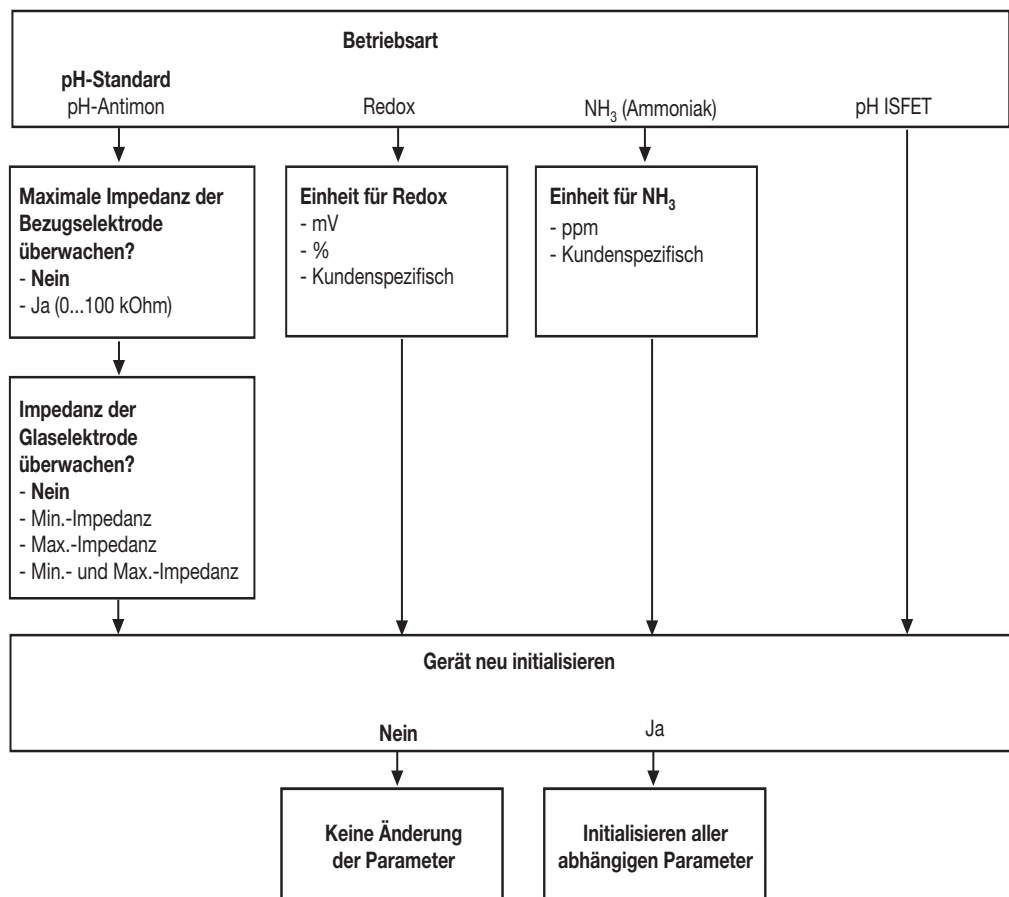 Betriebsart
pH-Standard
pH-Antimon
Redox
NH₃ (Ammoniak)
pH ISFET
Maximale Impedanz der
Bezugselektrode
überwachen?
- Nein
- Ja (0...100 kOhm)
Einheit für Redox
- mV
- %
- Kundenspezifisch
Einheit für NH₃
- ppm
- Kundenspezifisch
Impedanz der
Glaselektrode
überwachen?
- Nein
- Min.-Impedanz
- Max.-Impedanz
- Min.- und Max.-Impedanz
Gerät neu initialisieren
Nein
Ja
Keine Änderung
der Parameter
Initialisieren aller
abhängigen Parameter